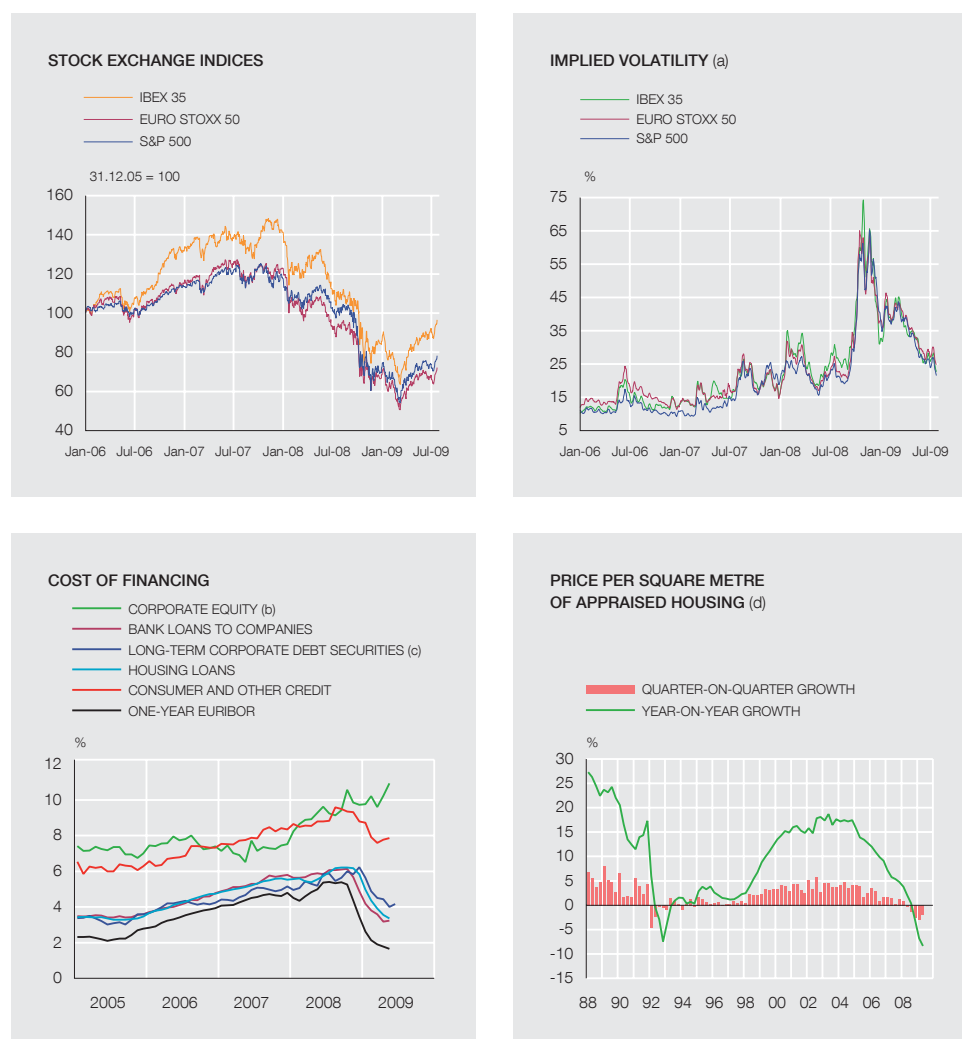 STOCK EXCHANGE INDICES
IBEX 35
EURO STOXX 50
S&P 500
31.12.05 = 100
160
140
120
100
80
60
40
Jan-06 Jul-06 Jan-07 Jul-07 Jan-08 Jul-08 Jan-09 Jul-09
IMPLIED VOLATILITY (a)
IBEX 35
EURO STOXX 50
S&P 500
%
75
65
55
45
35
25
15
5
Jan-06 Jul-06 Jan-07 Jul-07 Jan-08 Jul-08 Jan-09 Jul-09
COST OF FINANCING
CORPORATE EQUITY (b)
BANK LOANS TO COMPANIES
LONG-TERM CORPORATE DEBT SECURITIES (c)
HOUSING LOANS
CONSUMER AND OTHER CREDIT
ONE-YEAR EURIBOR
%
12
10
8
6
4
2
0
2005 2006 2007 2008 2009
PRICE PER SQUARE METRE
OF APPRAISED HOUSING (d)
QUARTER-ON-QUARTER GROWTH
YEAR-ON-YEAR GROWTH
%
30
25
20
15
10
5
0
-5
-10
-15
88 90 92 94 96 98 00 02 04 06 08